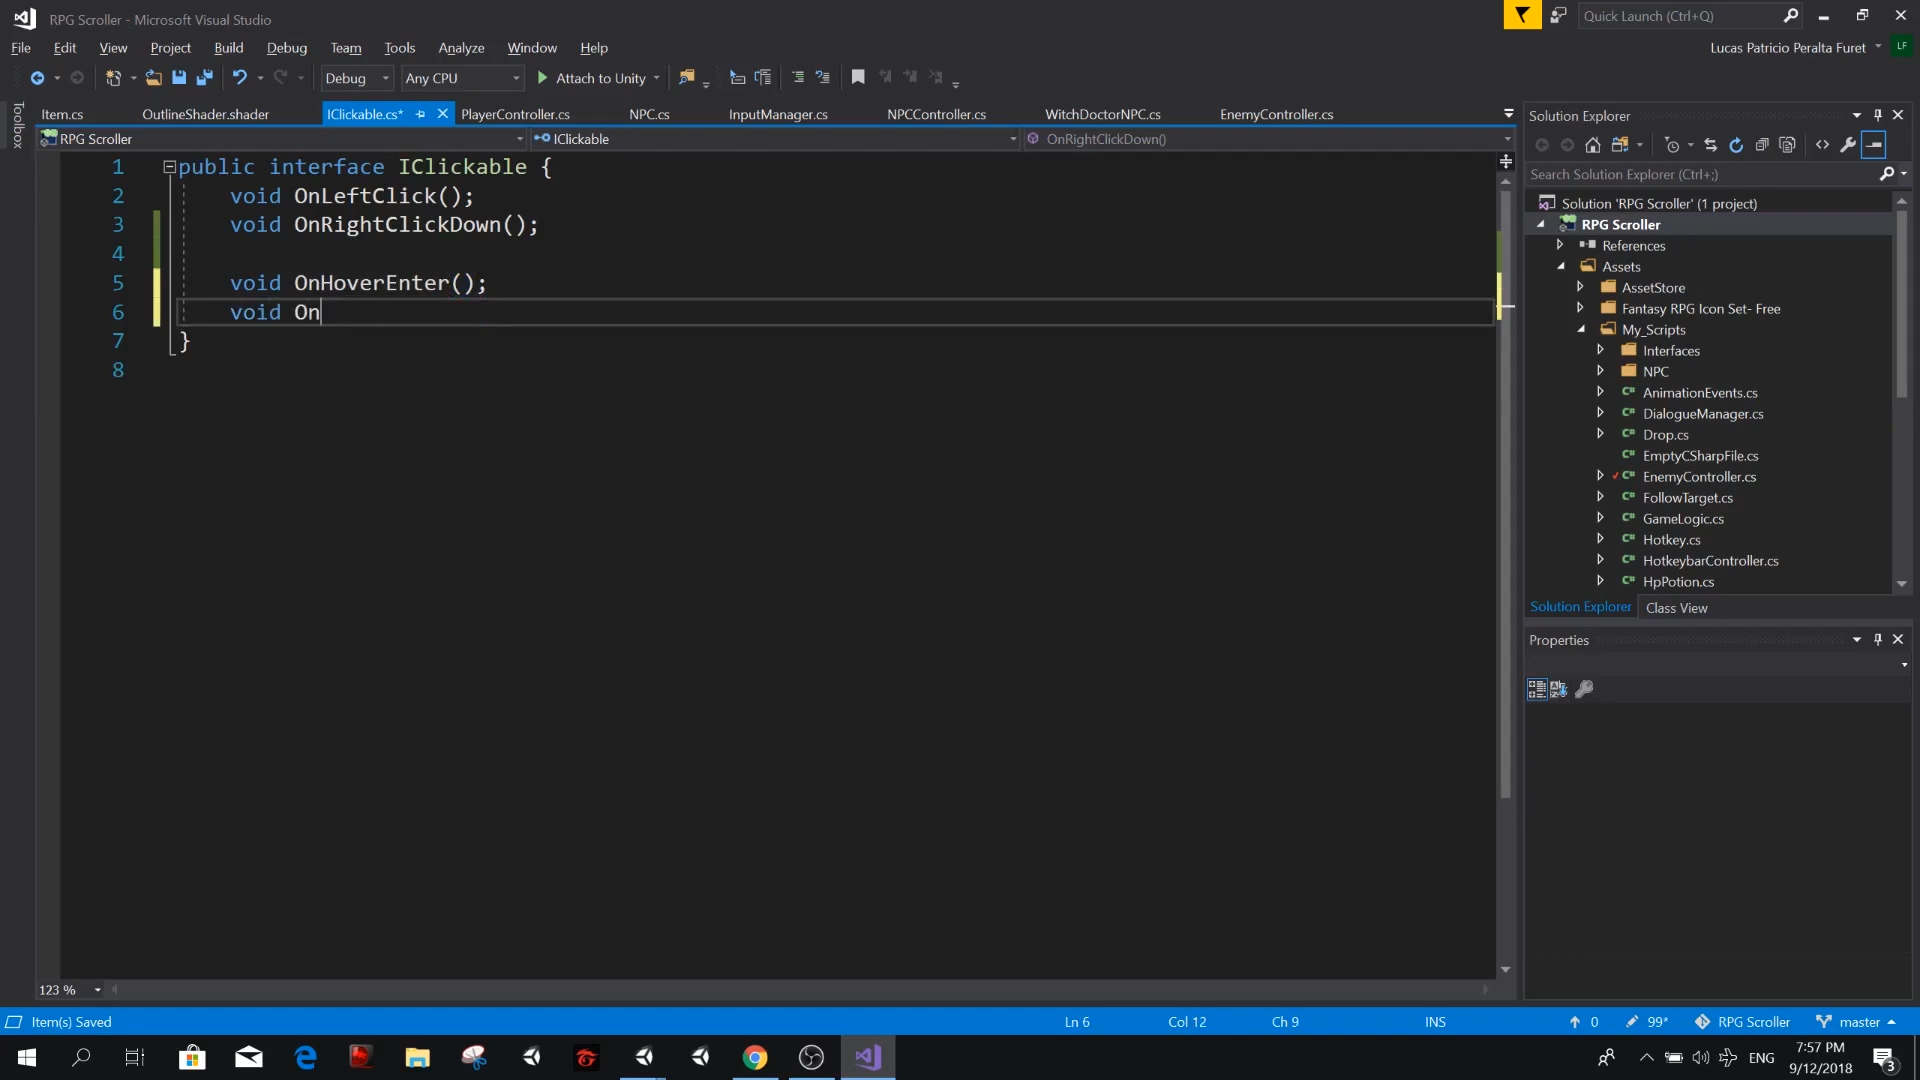 RPG Scroller - Microsoft Visual Studio
Quick Launch (Ctrl+Q)
File Edit View Project Build Debug Team Tools Analyze Window Help
Lucas Patricio Peralta Furet LF
Debug Any CPU Attach to Unity
Toolbox
Item.cs OutlineShader.shader IClickable.cs* PlayerController.cs NPC.cs InputManager.cs NPCController.cs WitchDoctorNPC.cs EnemyController.cs
RPG Scroller IClickable OnRightClickDown()
1 public interface IClickable {
2 void OnLeftClick();
3 void OnRightClickDown();
4
5 void OnHoverEnter();
6 void On
7 }
8
123 %
Solution Explorer
Search Solution Explorer (Ctrl+;)
Solution 'RPG Scroller' (1 project)
RPG Scroller
References
Assets
AssetStore
Fantasy RPG Icon Set- Free
My_Scripts
Interfaces
NPC
AnimationEvents.cs
DialogueManager.cs
Drop.cs
EmptyCSharpFile.cs
EnemyController.cs
FollowTarget.cs
GameLogic.cs
Hotkey.cs
HotkeybarController.cs
HpPotion.cs
Solution Explorer Class View
Properties
Item(s) Saved Ln 6 Col 12 Ch 9 INS 0 99* RPG Scroller master
ENG 7:57 PM
9/12/2018
3